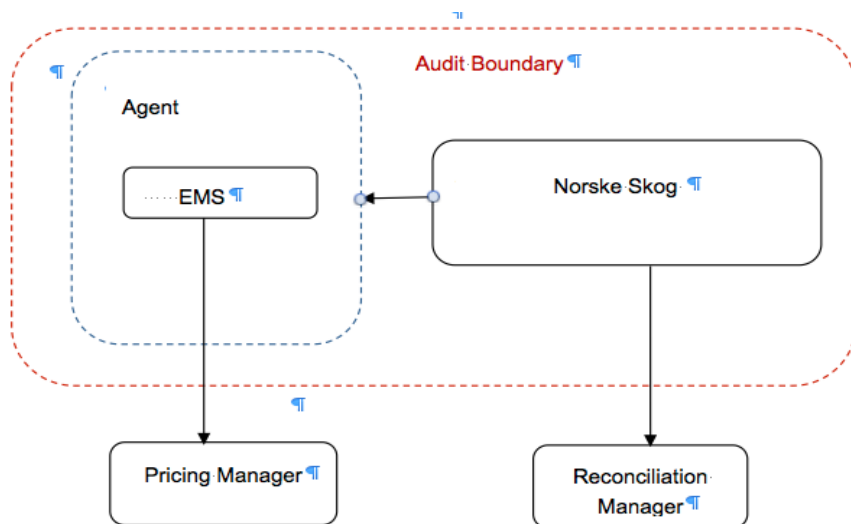 Audit Boundary
Agent
EMS
Norske Skog
Pricing Manager
Reconciliation
Manager